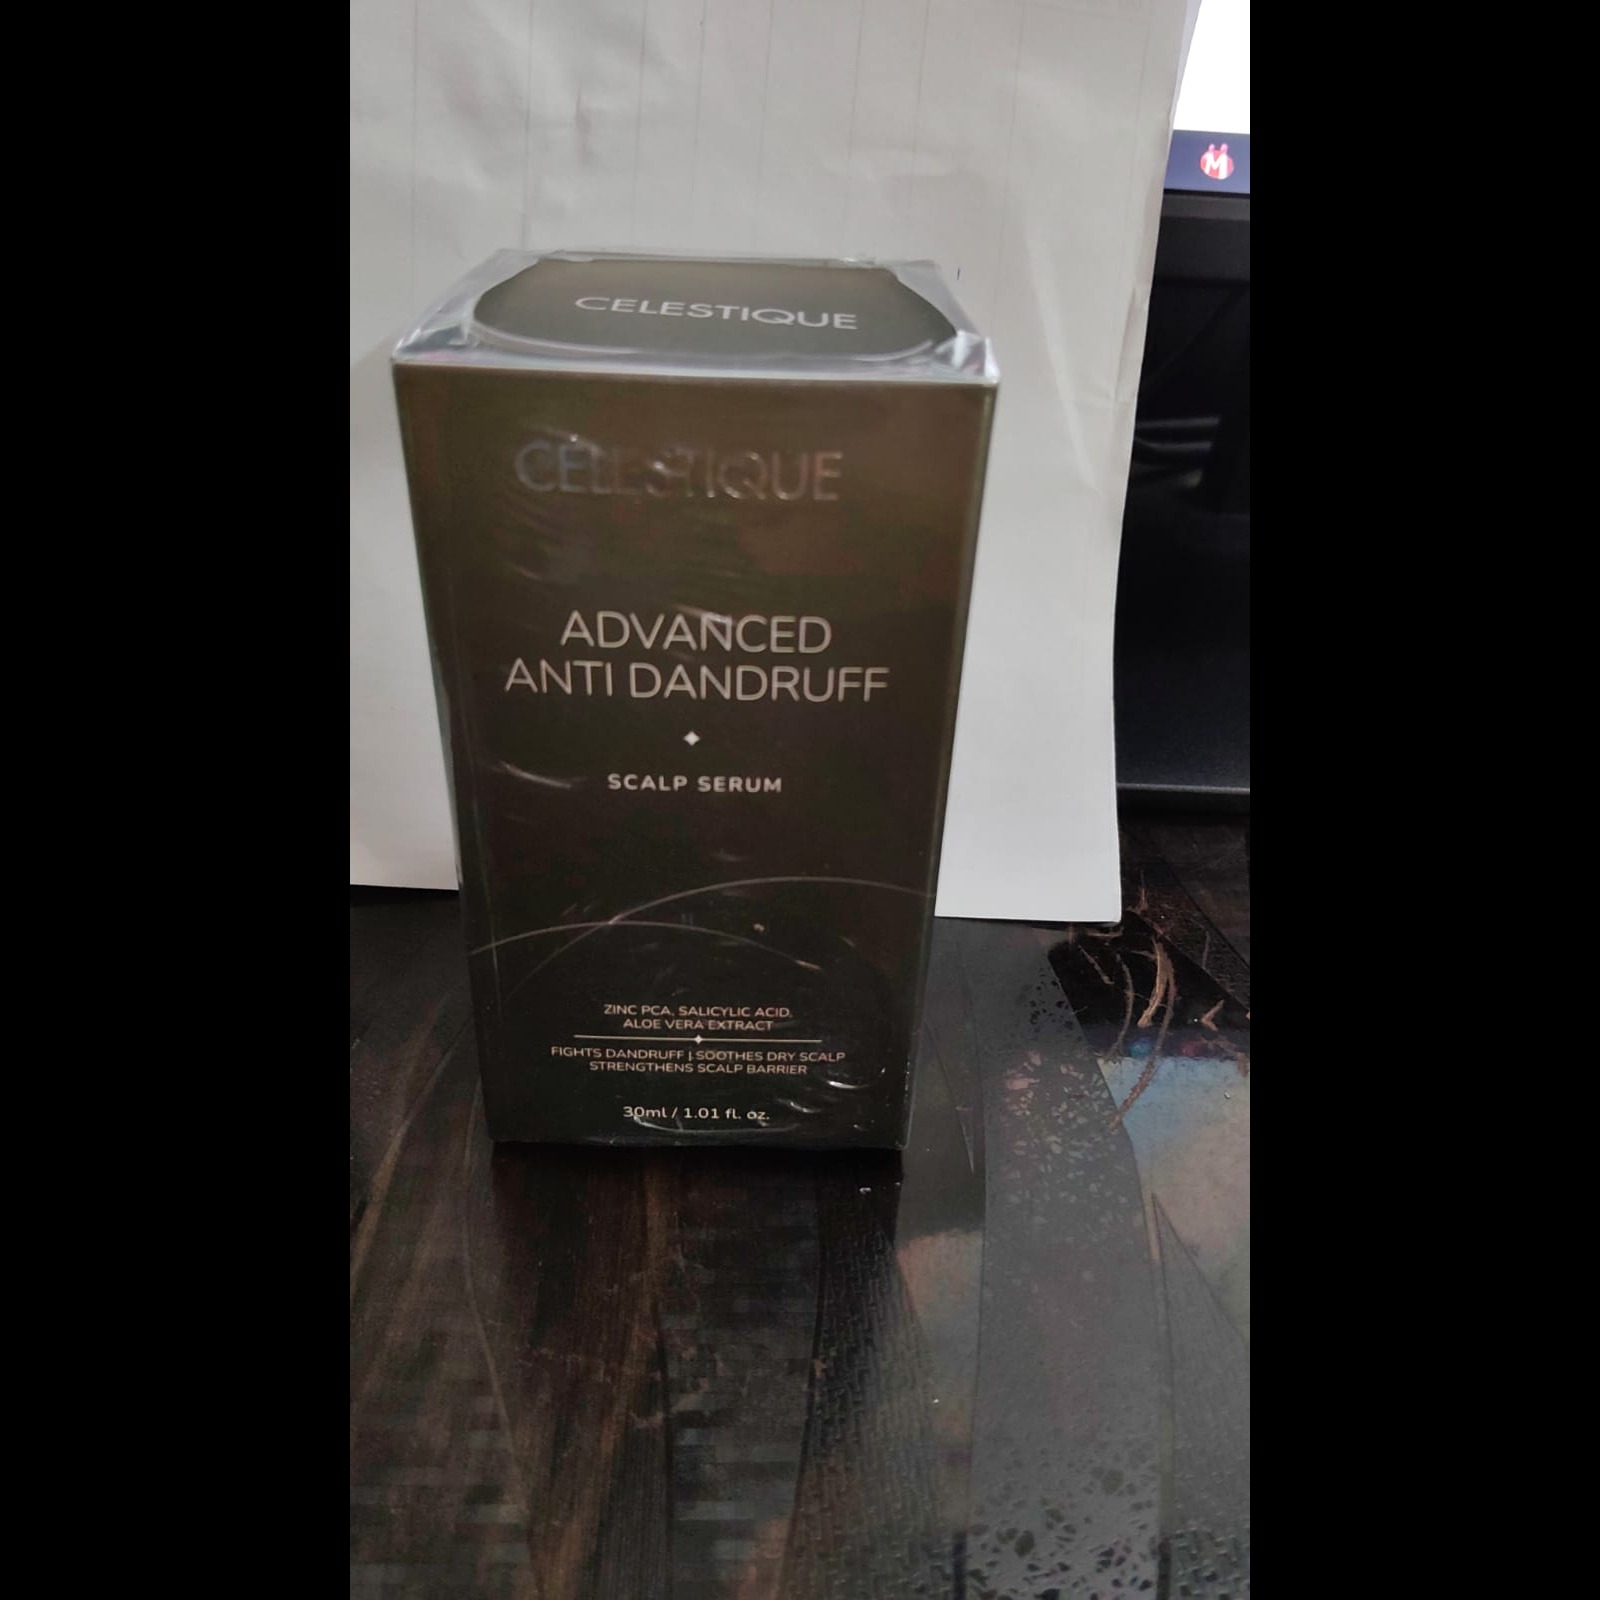 M
CELESTIQUE
CELESTIQUE
ADVANCED
ANTI DANDRUFF
SCALP SERUM
ZINC PCA, SALICYLIC ACID,
ALOE VERA EXTRACT
FIGHTS DANDRUFF | SOOTHES DRY SCALP
STRENGTHENS SCALP BARRIER
30ml / 1.01 fl. oz.